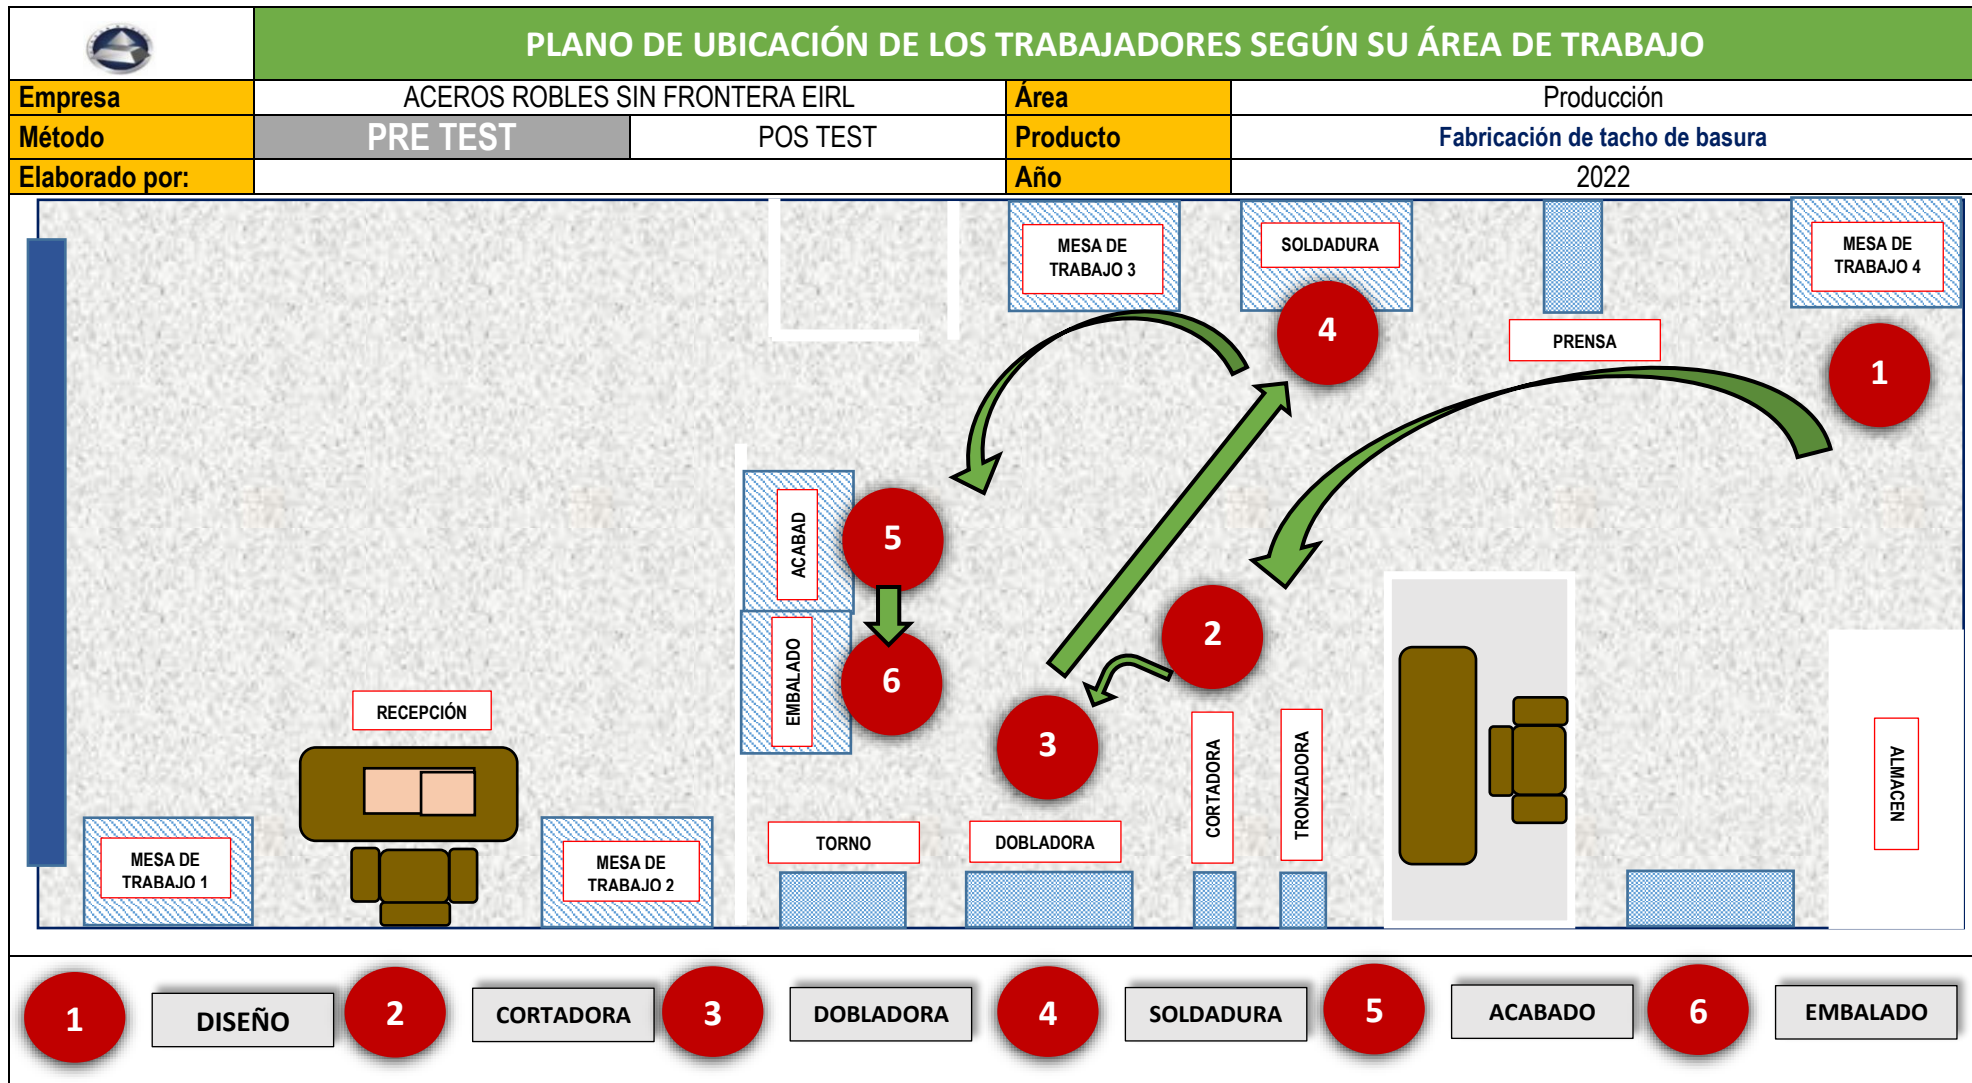 PLANO DE UBICACIÓN DE LOS TRABAJADORES SEGÚN SU ÁREA DE TRABAJO
Empresa
ACEROS ROBLES SIN FRONTERA EIRL
Área
Producción
Método
PRE TEST
POS TEST
Producto
Fabricación de tacho de basura
Elaborado por:
Año
2022
MESA DE
TRABAJO 3
SOLDADURA
MESA DE
TRABAJO 4
4
PRENSA
1
ACABAD
5
2
EMBALADO
6
RECEPCIÓN
3
CORTADORA
TRONZADORA
ALMACEN
TORNO
DOBLADORA
MESA DE
TRABAJO 1
MESA DE
TRABAJO 2
1
DISEÑO
2
CORTADORA
3
DOBLADORA
4
SOLDADURA
5
ACABADO
6
EMBALADO